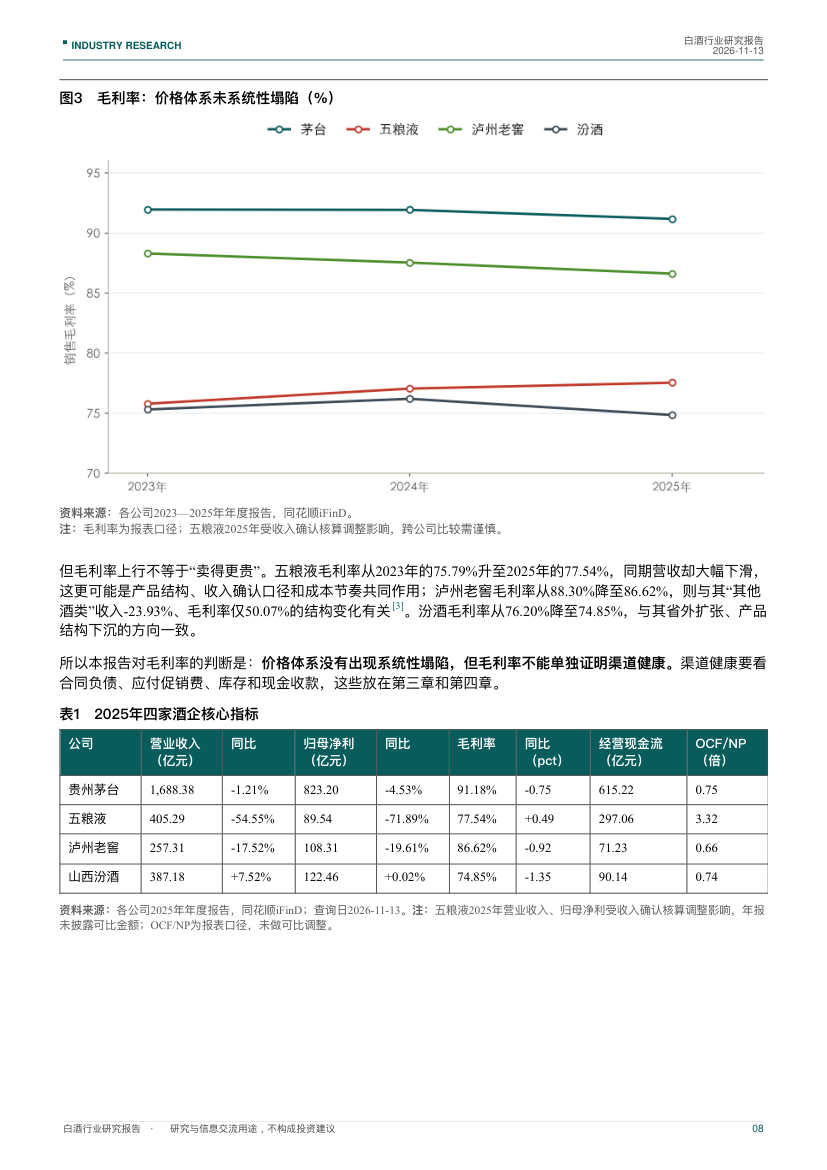 INDUSTRY RESEARCH
白酒行业研究报告
2026-11-13
图3 毛利率：价格体系未系统性塌陷（%）
茅台 五粮液 泸州老窖 汾酒
销售毛利率（%）
95
90
85
80
75
70
2023年 2024年 2025年
资料来源：各公司2023—2025年年度报告，同花顺iFinD。
注：毛利率为报表口径；五粮液2025年受收入确认核算调整影响，跨公司比较需谨慎。
但毛利率上行不等于“卖得更贵”。五粮液毛利率从2023年的75.79%升至2025年的77.54%，同期营收却大幅下滑，
这更可能是产品结构、收入确认口径和成本节奏共同作用；泸州老窖毛利率从88.30%降至86.62%，则与其“其他
酒类”收入-23.93%、毛利率仅50.07%的结构变化有关[3]。汾酒毛利率从76.20%降至74.85%，与其省外扩张、产品
结构下沉的方向一致。
所以本报告对毛利率的判断是：价格体系没有出现系统性塌陷，但毛利率不能单独证明渠道健康。渠道健康要看
合同负债、应付促销费、库存和现金收款，这些放在第三章和第四章。
表1 2025年四家酒企核心指标
公司 营业收入（亿元） 同比 归母净利（亿元） 同比 毛利率 同比（pct） 经营现金流（亿元） OCF/NP（倍）
贵州茅台 1,688.38 -1.21% 823.20 -4.53% 91.18% -0.75 615.22 0.75
五粮液 405.29 -54.55% 89.54 -71.89% 77.54% +0.49 297.06 3.32
泸州老窖 257.31 -17.52% 108.31 -19.61% 86.62% -0.92 71.23 0.66
山西汾酒 387.18 +7.52% 122.46 +0.02% 74.85% -1.35 90.14 0.74
资料来源：各公司2025年年度报告，同花顺iFinD；查询日2026-11-13。注：五粮液2025年营业收入、归母净利受收入确认核算调整影响，年报
未披露可比金额；OCF/NP为报表口径，未做可比调整。
白酒行业研究报告 · 研究与信息交流用途，不构成投资建议
08